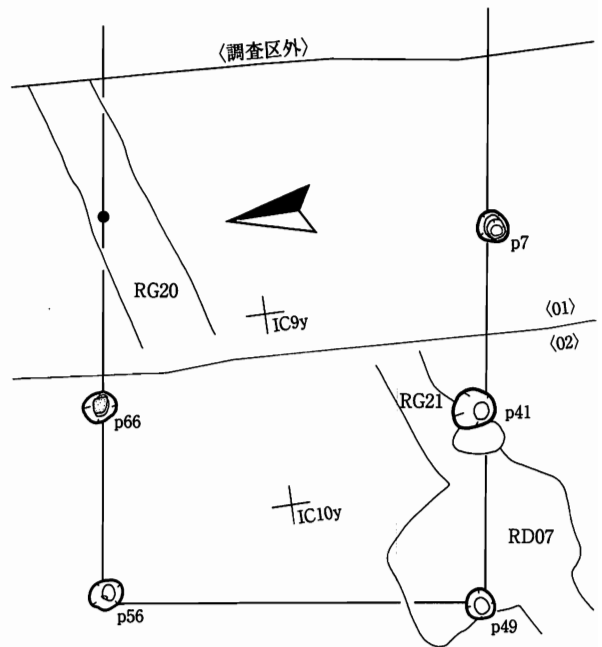 〈調査区外〉
p7
RG20
IC9y
〈01〉
〈02〉
RG21
p66
p41
IC10y
RD07
p56
p49